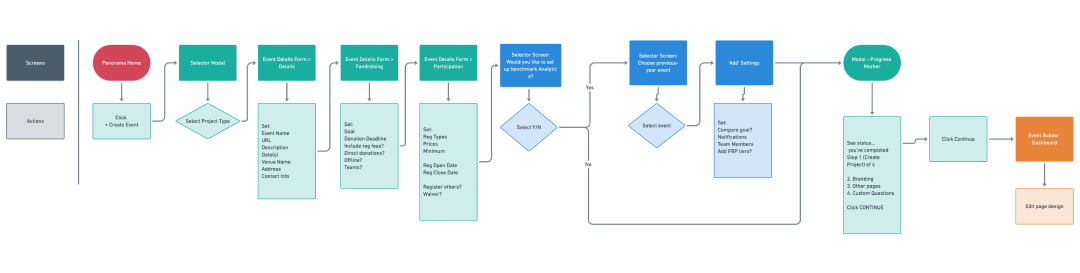 Screens
Actions
Panorama Home
Click
+ Create Event
Selector Modal
Select Project Type
Event Details Form >
Details
Set:
Event Name
URL
Description
Date(s)
Venue Name
Address
Contact Info
Event Details Form >
Fundraising
Set:
Goal
Donation Deadline
Include reg fees?
Direct donations?
Offline?
Teams?
Event Details Form >
Participation
Set:
Reg Types
Prices
Minimum
Reg Open Date
Reg Close Date
Register others?
Waiver?
Selector Screen:
Would you like to set
up benchmark Analytic
s?
Select Y/N
Yes
No
Selector Screen:
Choose previous-
year event
Select event
Add' Settings
Set:
Compare goal?
Notifications
Team Members
Add FRP tiers?
Modal - Progress
Marker
See status...
you've completed
Step 1 (Create
Project) of 4
2. Branding
3. Other pages
4. Custom Questions
Click CONTINUE
Click Continue
Event Builder
Dashboard
Edit page design